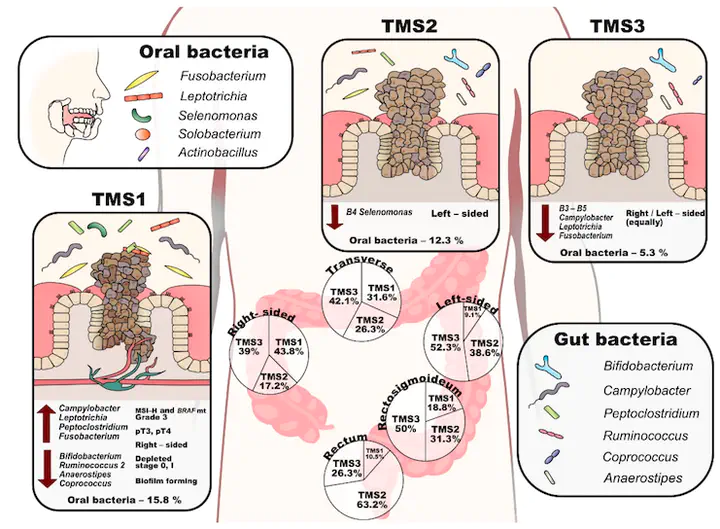 TMS2
TMS3
Oral bacteria
Fusobacterium
Leptotrichia
Selenomonas
Solobacterium
Actinobacillus
TMS1
B4 Selenomonas
Left – sided
Oral bacteria – 12.3 %
B3 – B5
Campylobacter
Leptotrichia
Fusobacterium
Right / Left – sided
(equally)
Oral bacteria – 5.3 %
Campylobacter
Leptotrichia
Peptoclostridium
Fusobacterium
Bifidobacterium
Ruminococcus 2
Anaerostipes
Coprococcus
MSI-H and BRAFmt
Grade 3
pT3, pT4
Right – sided
Depleted
stage 0, I
Biofilm forming
Oral bacteria – 15.8 %
Transverse
TMS3
42.1%
TMS1
31.6%
TMS2
26.3%
Right- sided
TMS3
39%
TMS1
43.8%
TMS2
17.2%
Left-sided
TMS1
9.1%
TMS3
52.3%
TMS2
38.6%
Rectosigmoideum
TMS1
18.8%
TMS3
50%
TMS2
31.3%
Rectum
TMS1
10.5%
TMS3
26.3%
TMS2
63.2%
Gut bacteria
Bifidobacterium
Campylobacter
Peptoclostridium
Ruminococcus
Coprococcus
Anaerostipes